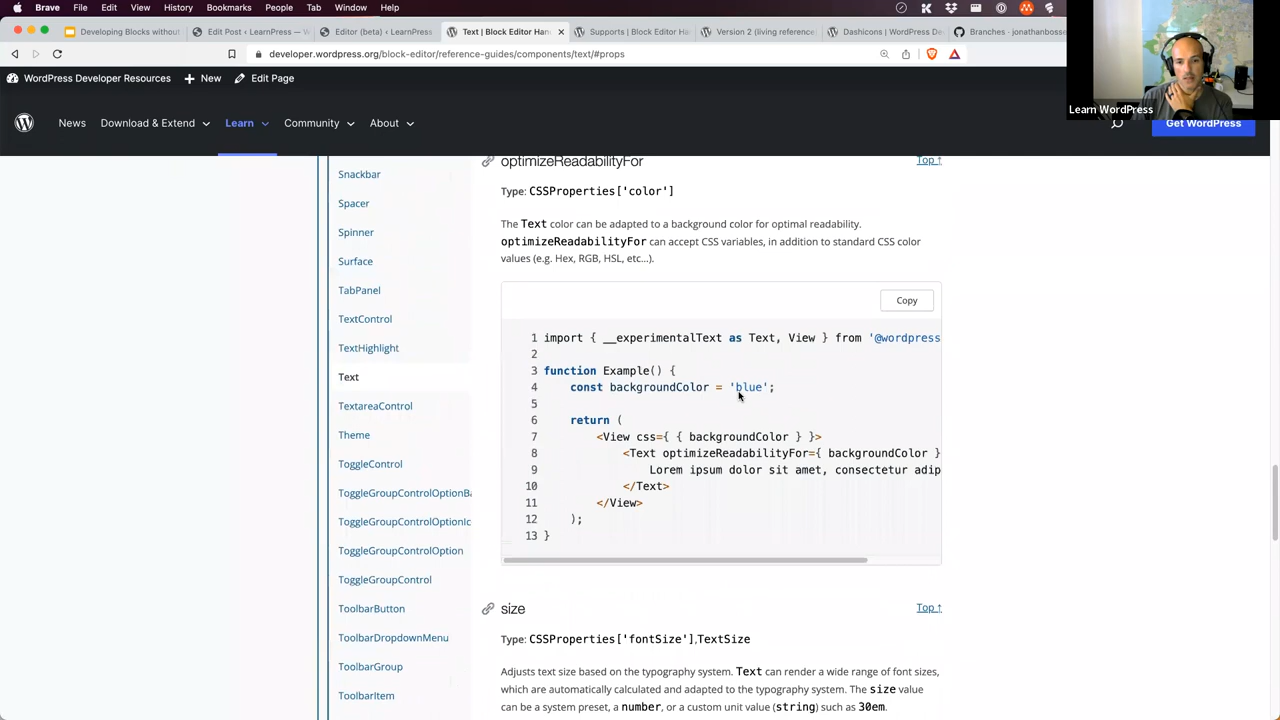 Brave File Edit View History Bookmarks People Tab Window Help
Developing Blocks without
Edit Post ‹ LearnPress — W
Editor (beta) ‹ LearnPress
Text | Block Editor Han
Supports | Block Editor Ha
Version 2 (living reference
Dashicons | WordPress De
Branches · jonathanbosse
developer.wordpress.org/block-editor/reference-guides/components/text/#props
WordPress Developer Resources New Edit Page
Learn WordPress
News Download & Extend Learn Community About
Get WordPress
Snackbar
Spacer
Spinner
Surface
TabPanel
TextControl
TextHighlight
Text
TextareaControl
Theme
ToggleControl
ToggleGroupControlOptionBa
ToggleGroupControlOptionIc
ToggleGroupControlOption
ToggleGroupControl
ToolbarButton
ToolbarDropdownMenu
ToolbarGroup
ToolbarItem
optimizeReadabilityFor
Top ↑
Type: CSSProperties['color']
The Text color can be adapted to a background color for optimal readability.
optimizeReadabilityFor can accept CSS variables, in addition to standard CSS color
values (e.g. Hex, RGB, HSL, etc…).
Copy
1 import { __experimentalText as Text, View } from '@wordpress
2
3 function Example() {
4 const backgroundColor = 'blue';
5
6 return (
7 <View css={ { backgroundColor } }>
8 <Text optimizeReadabilityFor={ backgroundColor }
9 Lorem ipsum dolor sit amet, consectetur adip
10 </Text>
11 </View>
12 );
13 }
size
Top ↑
Type: CSSProperties['fontSize'],TextSize
Adjusts text size based on the typography system. Text can render a wide range of font sizes,
which are automatically calculated and adapted to the typography system. The size value
can be a system preset, a number, or a custom unit value (string) such as 30em.